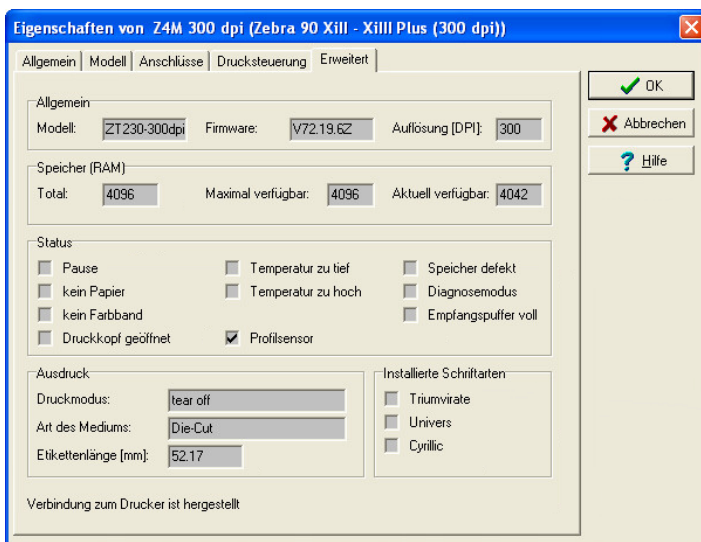 Eigenschaften von Z4M 300 dpi (Zebra 90 XiII - XiIII Plus (300 dpi))
Allgemein Modell Anschlüsse Drucksteuerung Erweitert
OK
Abbrechen
Hilfe
Allgemein
Modell: ZT230-300dpi Firmware: V72.19.6Z Auflösung [DPI]: 300
Speicher (RAM)
Total: 4096 Maximal verfügbar: 4096 Aktuell verfügbar: 4042
Status
Pause Temperatur zu tief Speicher defekt
kein Papier Temperatur zu hoch Diagnosemodus
kein Farbband Empfangspuffer voll
Druckkopf geöffnet Profilsensor
Ausdruck
Druckmodus: tear off
Art des Mediums: Die-Cut
Etikettenlänge [mm]: 52.17
Installierte Schriftarten
Triumvirate
Univers
Cyrillic
Verbindung zum Drucker ist hergestellt